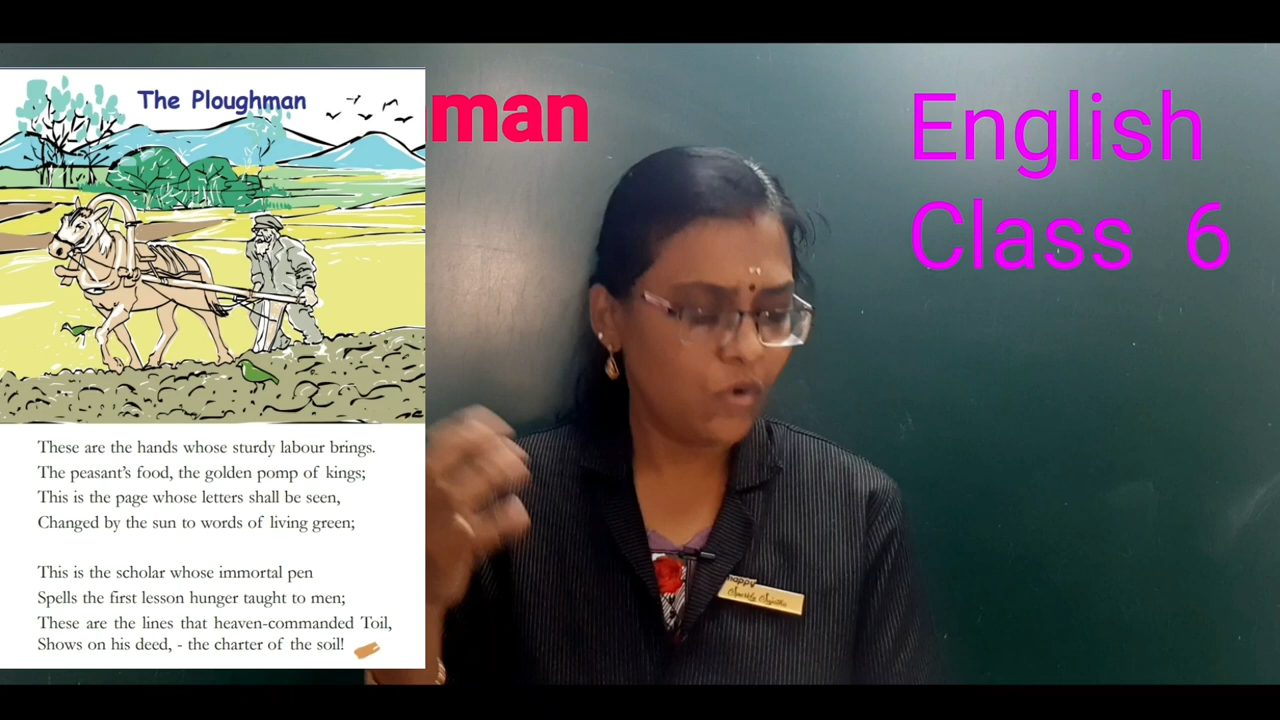 The Ploughman
man
English
Class 6
These are the hands whose sturdy labour brings.
The peasant's food, the golden pomp of kings;
This is the page whose letters shall be seen,
Changed by the sun to words of living green;
This is the scholar whose immortal pen
Spells the first lesson hunger taught to men;
These are the lines that heaven-commanded Toil,
Shows on his deed, - the charter of the soil!
happy